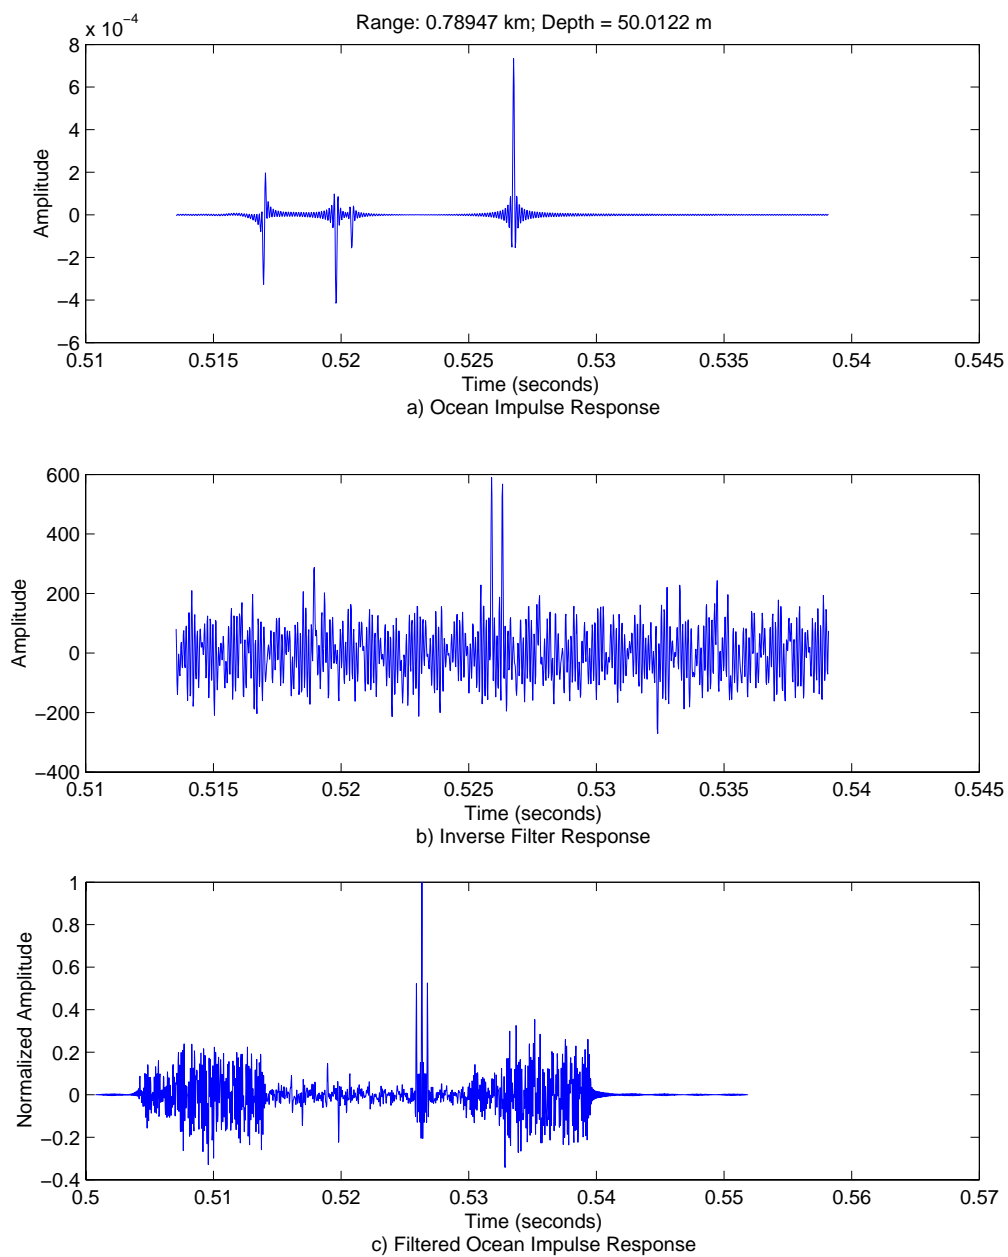 Range: 0.78947 km; Depth = 50.0122 m
x 10⁻⁴
8
6
4
2
0
−2
−4
−6
Amplitude
0.51 0.515 0.52 0.525 0.53 0.535 0.54 0.545
Time (seconds)
a) Ocean Impulse Response
600
400
200
0
−200
−400
Amplitude
0.51 0.515 0.52 0.525 0.53 0.535 0.54 0.545
Time (seconds)
b) Inverse Filter Response
1
0.8
0.6
0.4
0.2
0
−0.2
−0.4
Normalized Amplitude
0.5 0.51 0.52 0.53 0.54 0.55 0.56 0.57
Time (seconds)
c) Filtered Ocean Impulse Response